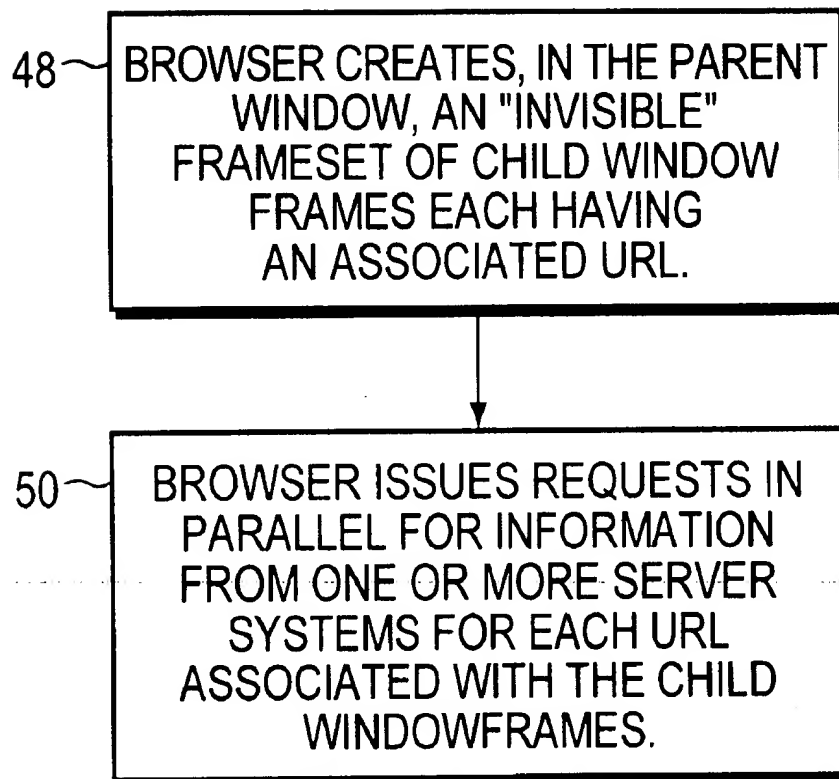 48 BROWSER CREATES, IN THE PARENT
WINDOW, AN "INVISIBLE"
FRAMESET OF CHILD WINDOW
FRAMES EACH HAVING
AN ASSOCIATED URL.
50 BROWSER ISSUES REQUESTS IN
PARALLEL FOR INFORMATION
FROM ONE OR MORE SERVER
SYSTEMS FOR EACH URL
ASSOCIATED WITH THE CHILD
WINDOWFRAMES.